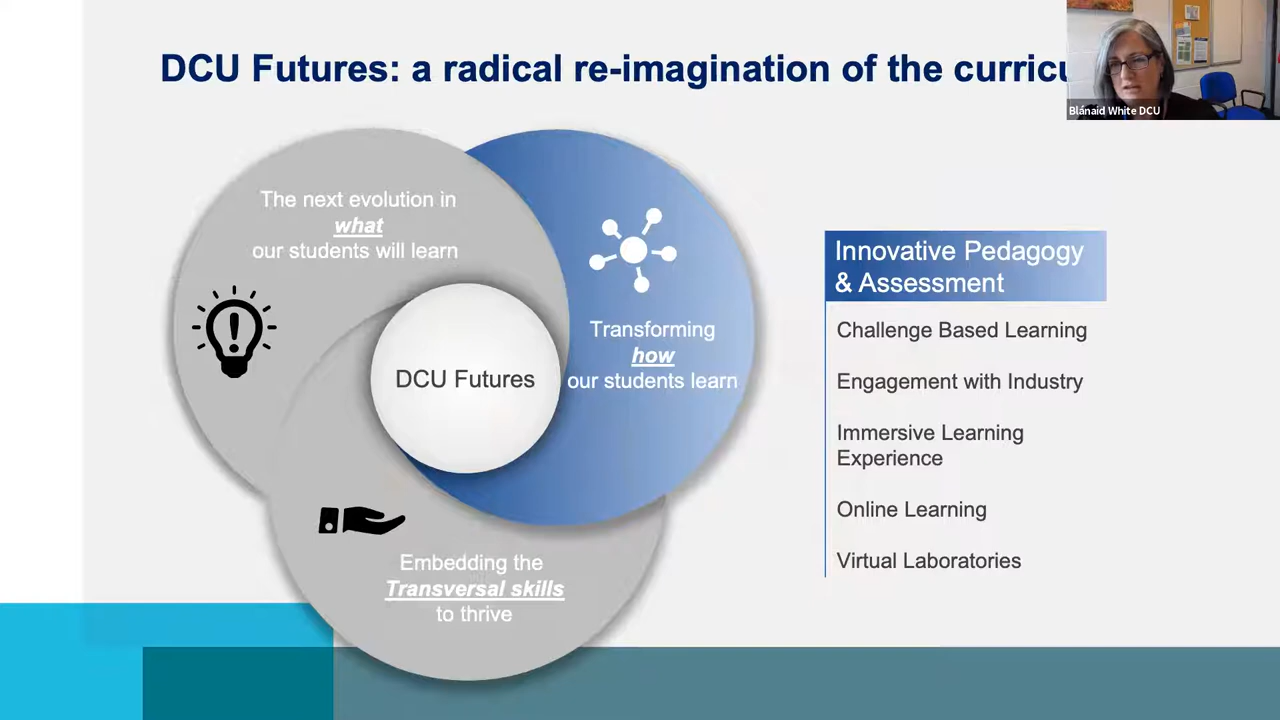 DCU Futures: a radical re-imagination of the curricu
Blánaid White DCU
The next evolution in
what
our students will learn
Transforming
how
our students learn
DCU Futures
Embedding the
Transversal skills
to thrive
Innovative Pedagogy
& Assessment
Challenge Based Learning
Engagement with Industry
Immersive Learning
Experience
Online Learning
Virtual Laboratories